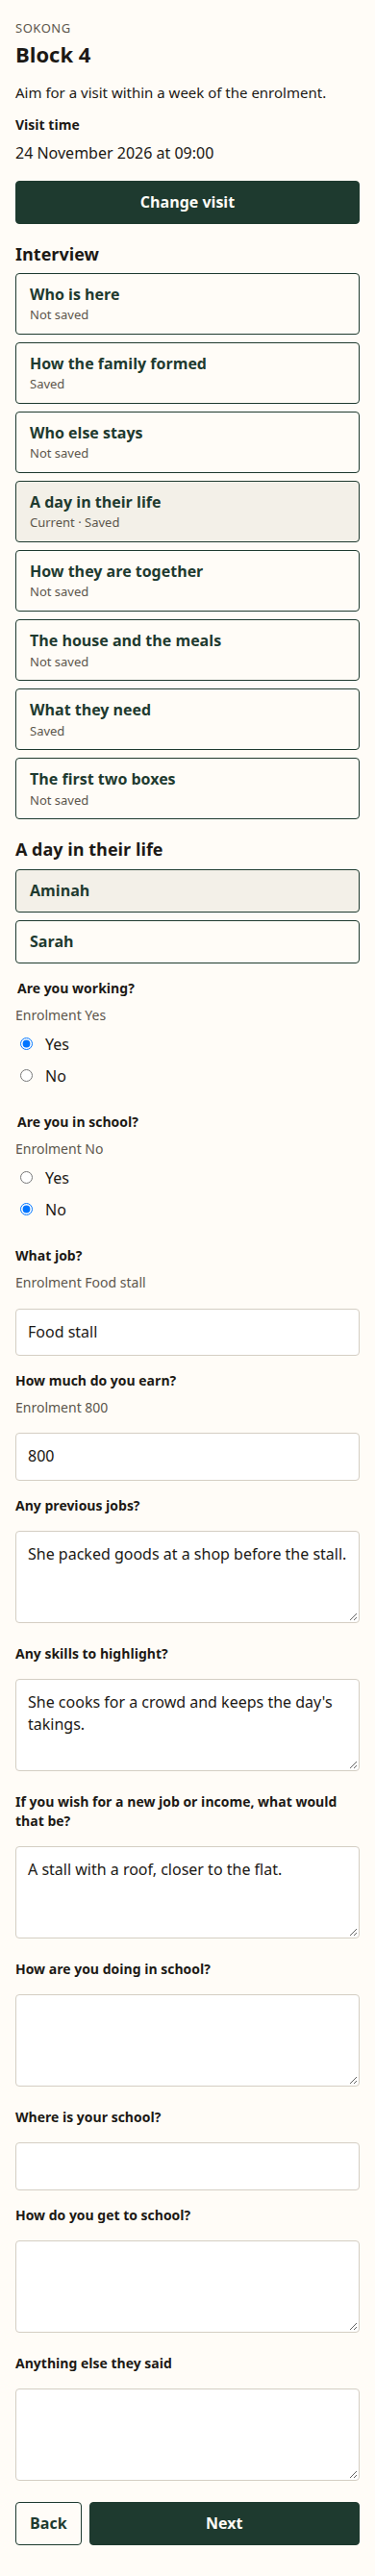 SOKONG
Block 4
Aim for a visit within a week of the enrolment.
Visit time
24 November 2026 at 09:00
Change visit
Interview
Who is here
Not saved
How the family formed
Saved
Who else stays
Not saved
A day in their life
Current · Saved
How they are together
Not saved
The house and the meals
Not saved
What they need
Saved
The first two boxes
Not saved
A day in their life
Aminah
Sarah
Are you working?
Enrolment Yes
Yes
No
Are you in school?
Enrolment No
Yes
No
What job?
Enrolment Food stall
Food stall
How much do you earn?
Enrolment 800
800
Any previous jobs?
She packed goods at a shop before the stall.
Any skills to highlight?
She cooks for a crowd and keeps the day's
takings.
If you wish for a new job or income, what would
that be?
A stall with a roof, closer to the flat.
How are you doing in school?
Where is your school?
How do you get to school?
Anything else they said
Back
Next